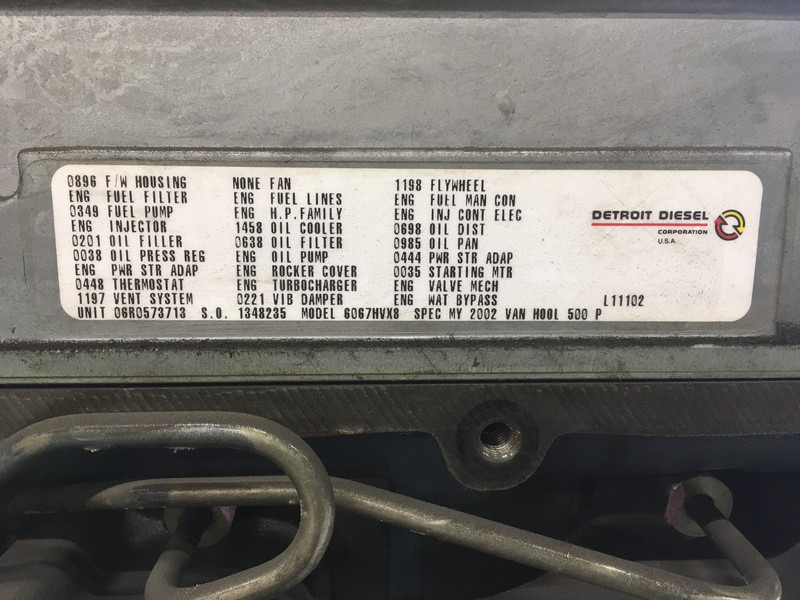 0896 F/W HOUSING NONE FAN 1198 FLYWHEEL
ENG FUEL FILTER ENG FUEL LINES ENG FUEL MAN CON
0349 FUEL PUMP ENG H.P.FAMILY ENG INJ CONT ELEC
ENG INJECTOR 1458 OIL COOLER 0698 OIL DIST
0201 OIL FILLER 0638 OIL FILTER 0985 OIL PAN
0038 OIL PRESS REG ENG OIL PUMP 0444 PWR STR ADAP
ENG PWR STR ADAP ENG ROCKER COVER 0035 STARTING MTR
0448 THERMOSTAT ENG TURBOCHARGER ENG VALVE MECH
1197 VENT SYSTEM 0221 VIB DAMPER ENG WAT BYPASS L11102
UNIT 06R0573713 S.O. 1348235 MODEL 6067HVX8 SPEC MY 2002 VAN HOOL 500 P
DETROIT DIESEL
CORPORATION
U.S.A.